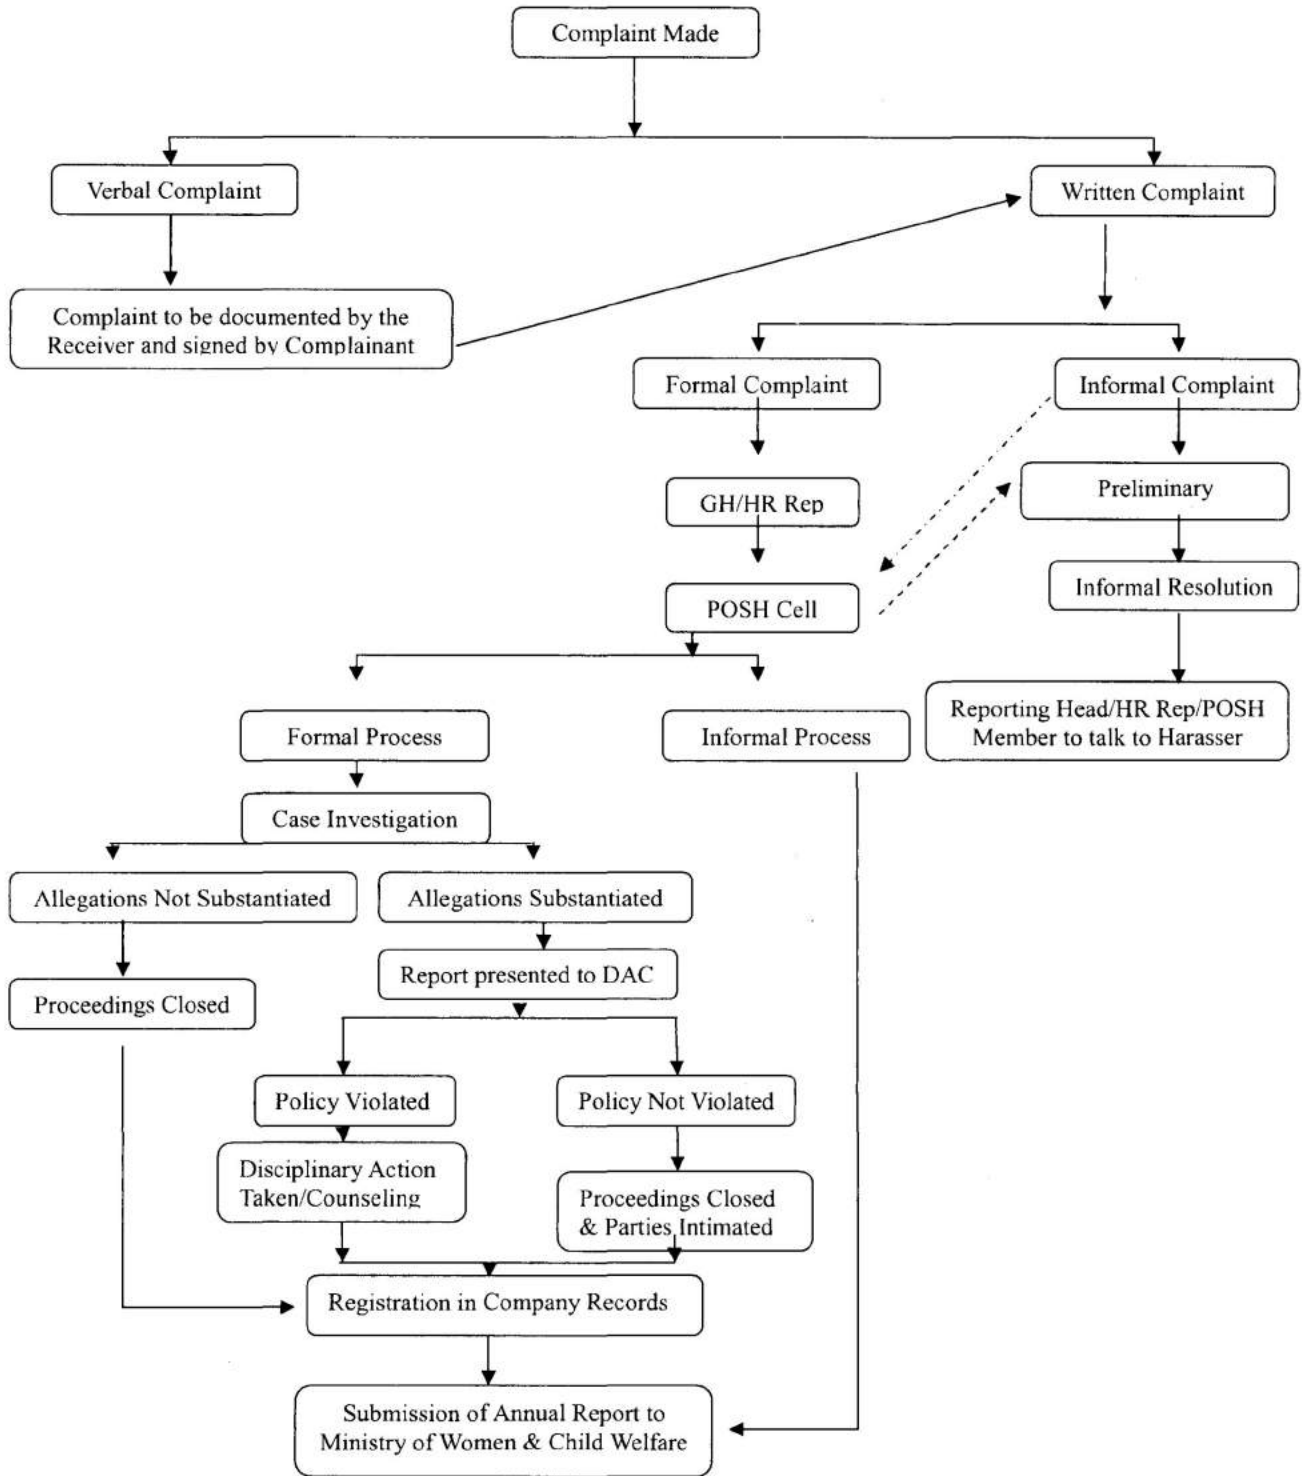 Complaint Made
Verbal Complaint
Written Complaint
Complaint to be documented by the
Receiver and signed by Complainant
Formal Complaint
Informal Complaint
GH/HR Rep
Preliminary
POSH Cell
Informal Resolution
Formal Process
Informal Process
Reporting Head/HR Rep/POSH
Member to talk to Harasser
Case Investigation
Allegations Not Substantiated
Allegations Substantiated
Proceedings Closed
Report presented to DAC
Policy Violated
Policy Not Violated
Disciplinary Action
Taken/Counseling
Proceedings Closed
& Parties Intimated
Registration in Company Records
Submission of Annual Report to
Ministry of Women & Child Welfare